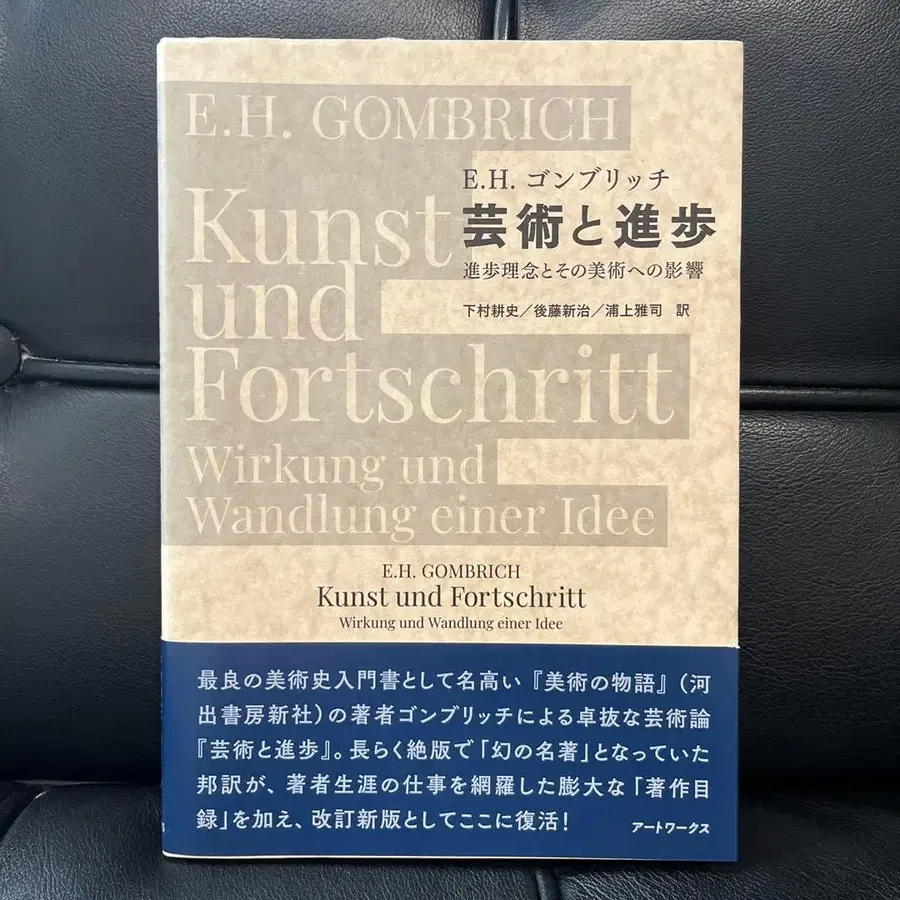 E.H. GOMBRICH
Kunst
und
Fortschritt
Wirkung und
Wandlung einer Idee
E.H. ゴンブリッチ
芸術と進歩
進歩理念とその美術への影響
下村耕史／後藤新治／浦上雅司 訳
E.H. GOMBRICH
Kunst und Fortschritt
Wirkung und Wandlung einer Idee
最良の美術史入門書として名高い『美術の物語』（河
出書房新社）の著者ゴンブリッチによる卓抜な芸術論
『芸術と進歩』。長らく絶版で「幻の名著」となっていた
邦訳が、著者生涯の仕事を網羅した膨大な「著作目
録」を加え、改訂新版としてここに復活！
アートワークス